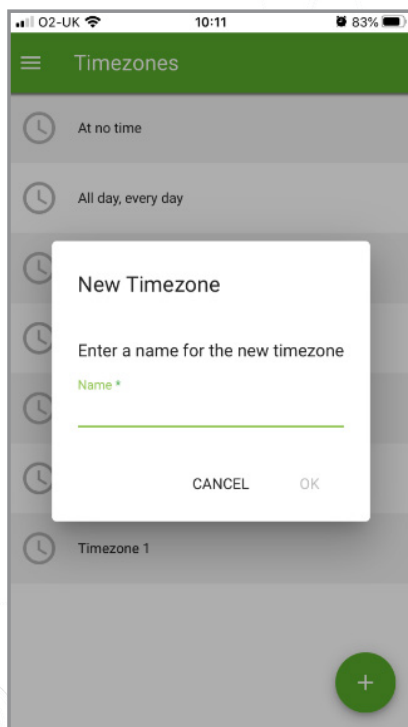 O2-UK 10:11 83%
Timezones
At no time
All day, every day
New Timezone
Enter a name for the new timezone
Name *
CANCEL OK
Timezone 1
+